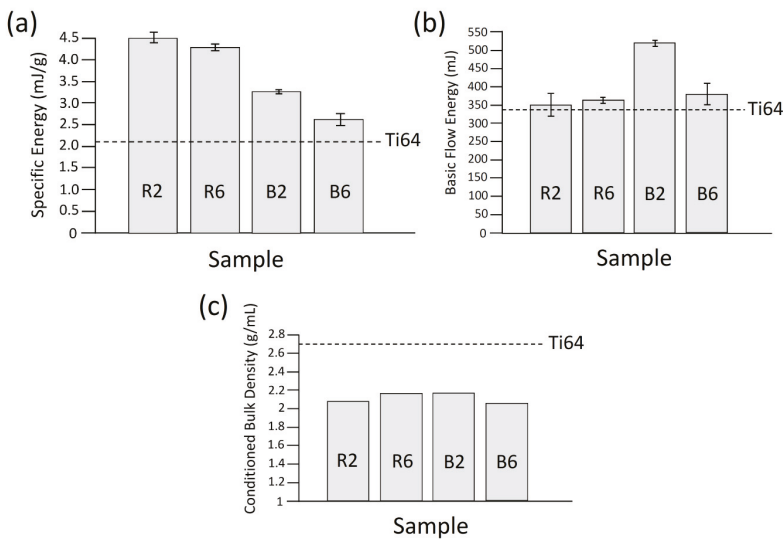 (a)
Specific Energy (mJ/g)
4.5
4.0
3.5
3.0
2.5
2.0
1.5
1.0
0.5
0
R2 R6 B2 B6
Ti64
Sample
(b)
Basic Flow Energy (mJ)
550
500
450
400
350
300
250
200
150
100
50
0
R2 R6 B2 B6
Ti64
Sample
(c)
Conditioned Bulk Density (g/mL)
2.8
2.6
2.4
2.2
2
1.8
1.6
1.4
1.2
1
R2 R6 B2 B6
Ti64
Sample